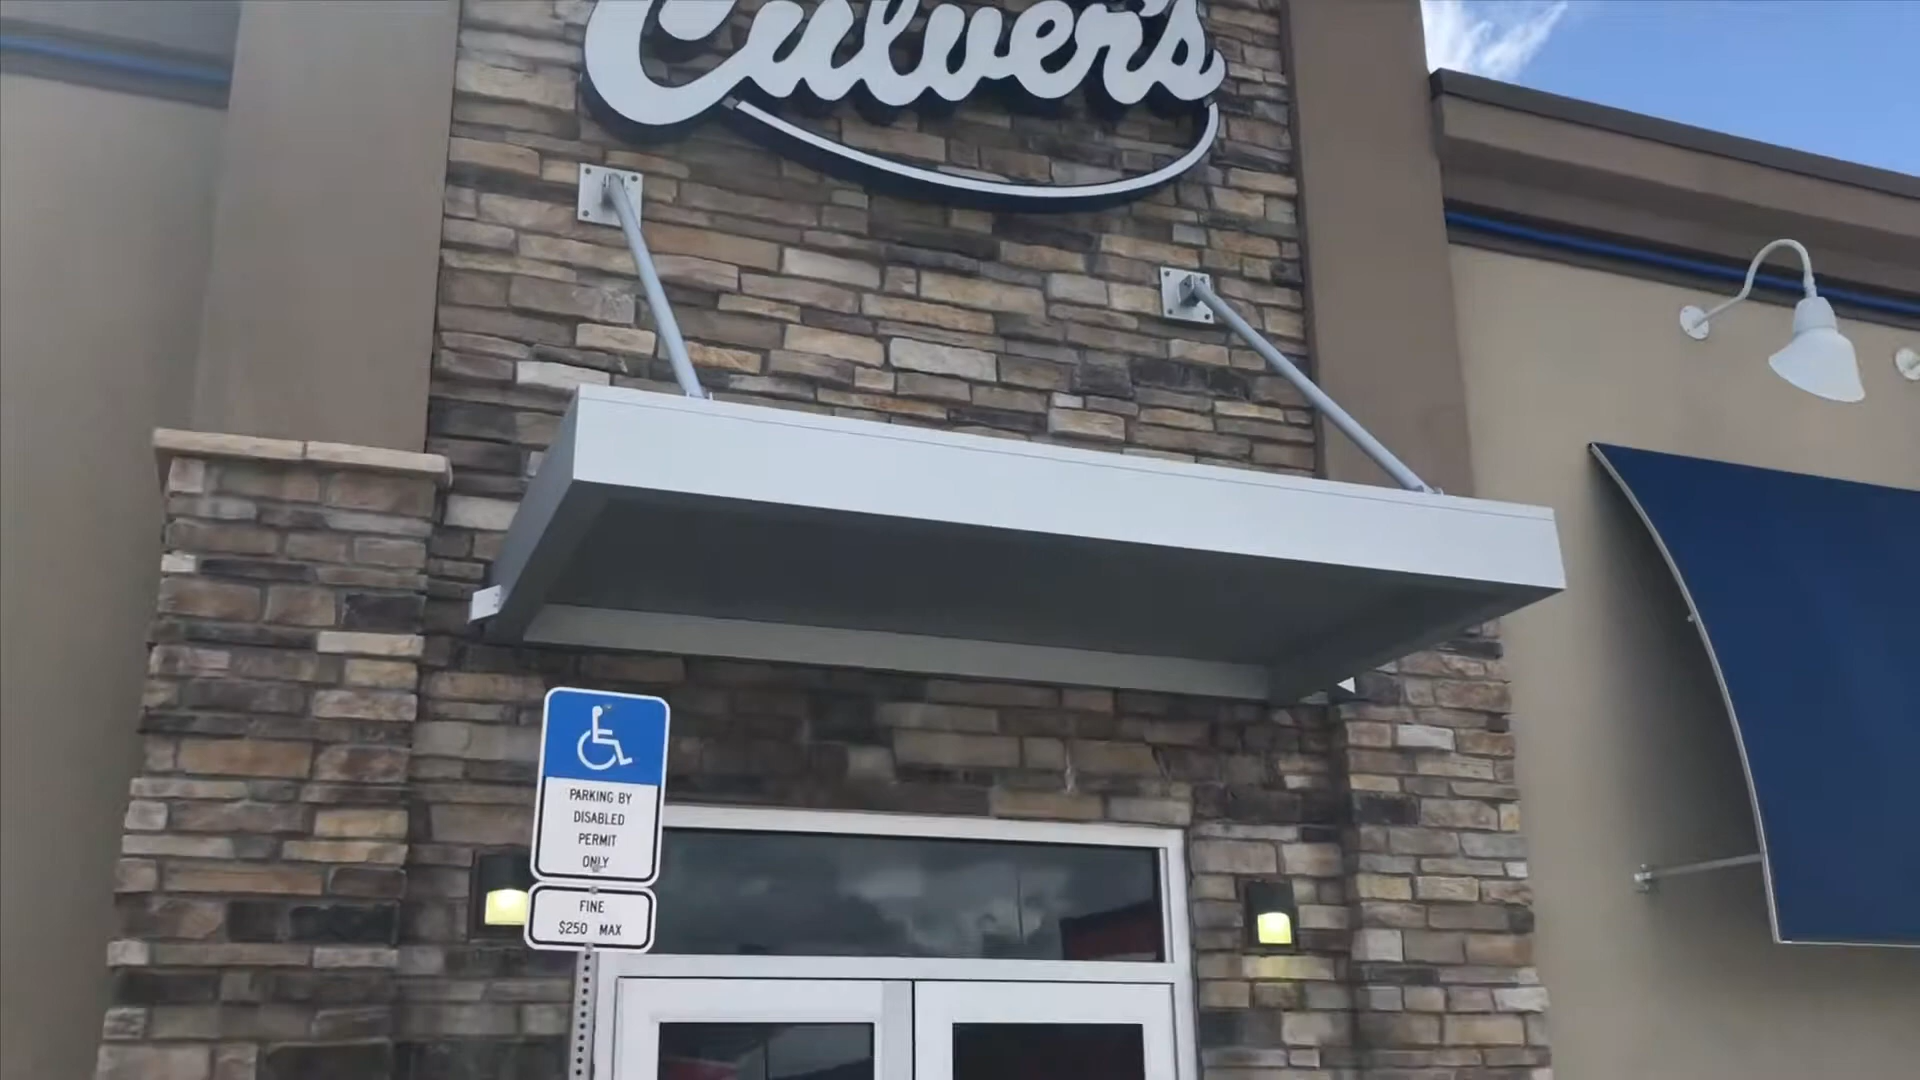 Culver's
PARKING BY
DISABLED
PERMIT
ONLY
FINE
$250 MAX